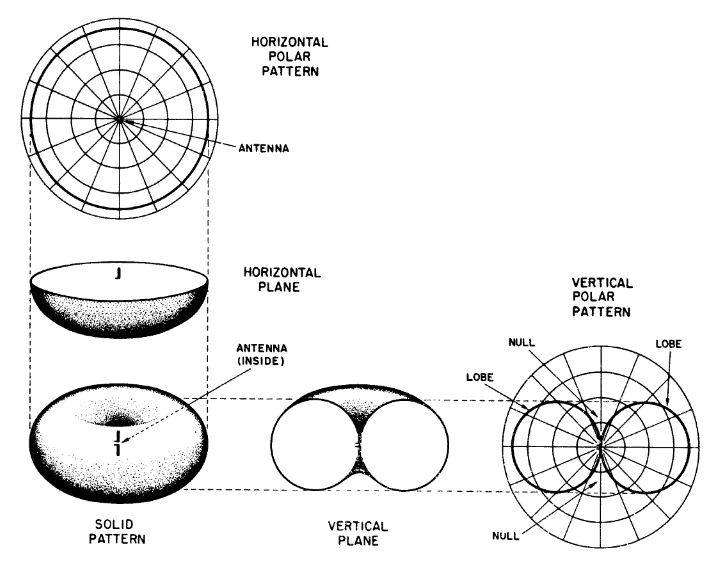 HORIZONTAL
POLAR
PATTERN
ANTENNA
HORIZONTAL
PLANE
ANTENNA
(INSIDE)
VERTICAL
POLAR
PATTERN
NULL
LOBE
LOBE
NULL
SOLID
PATTERN
VERTICAL
PLANE